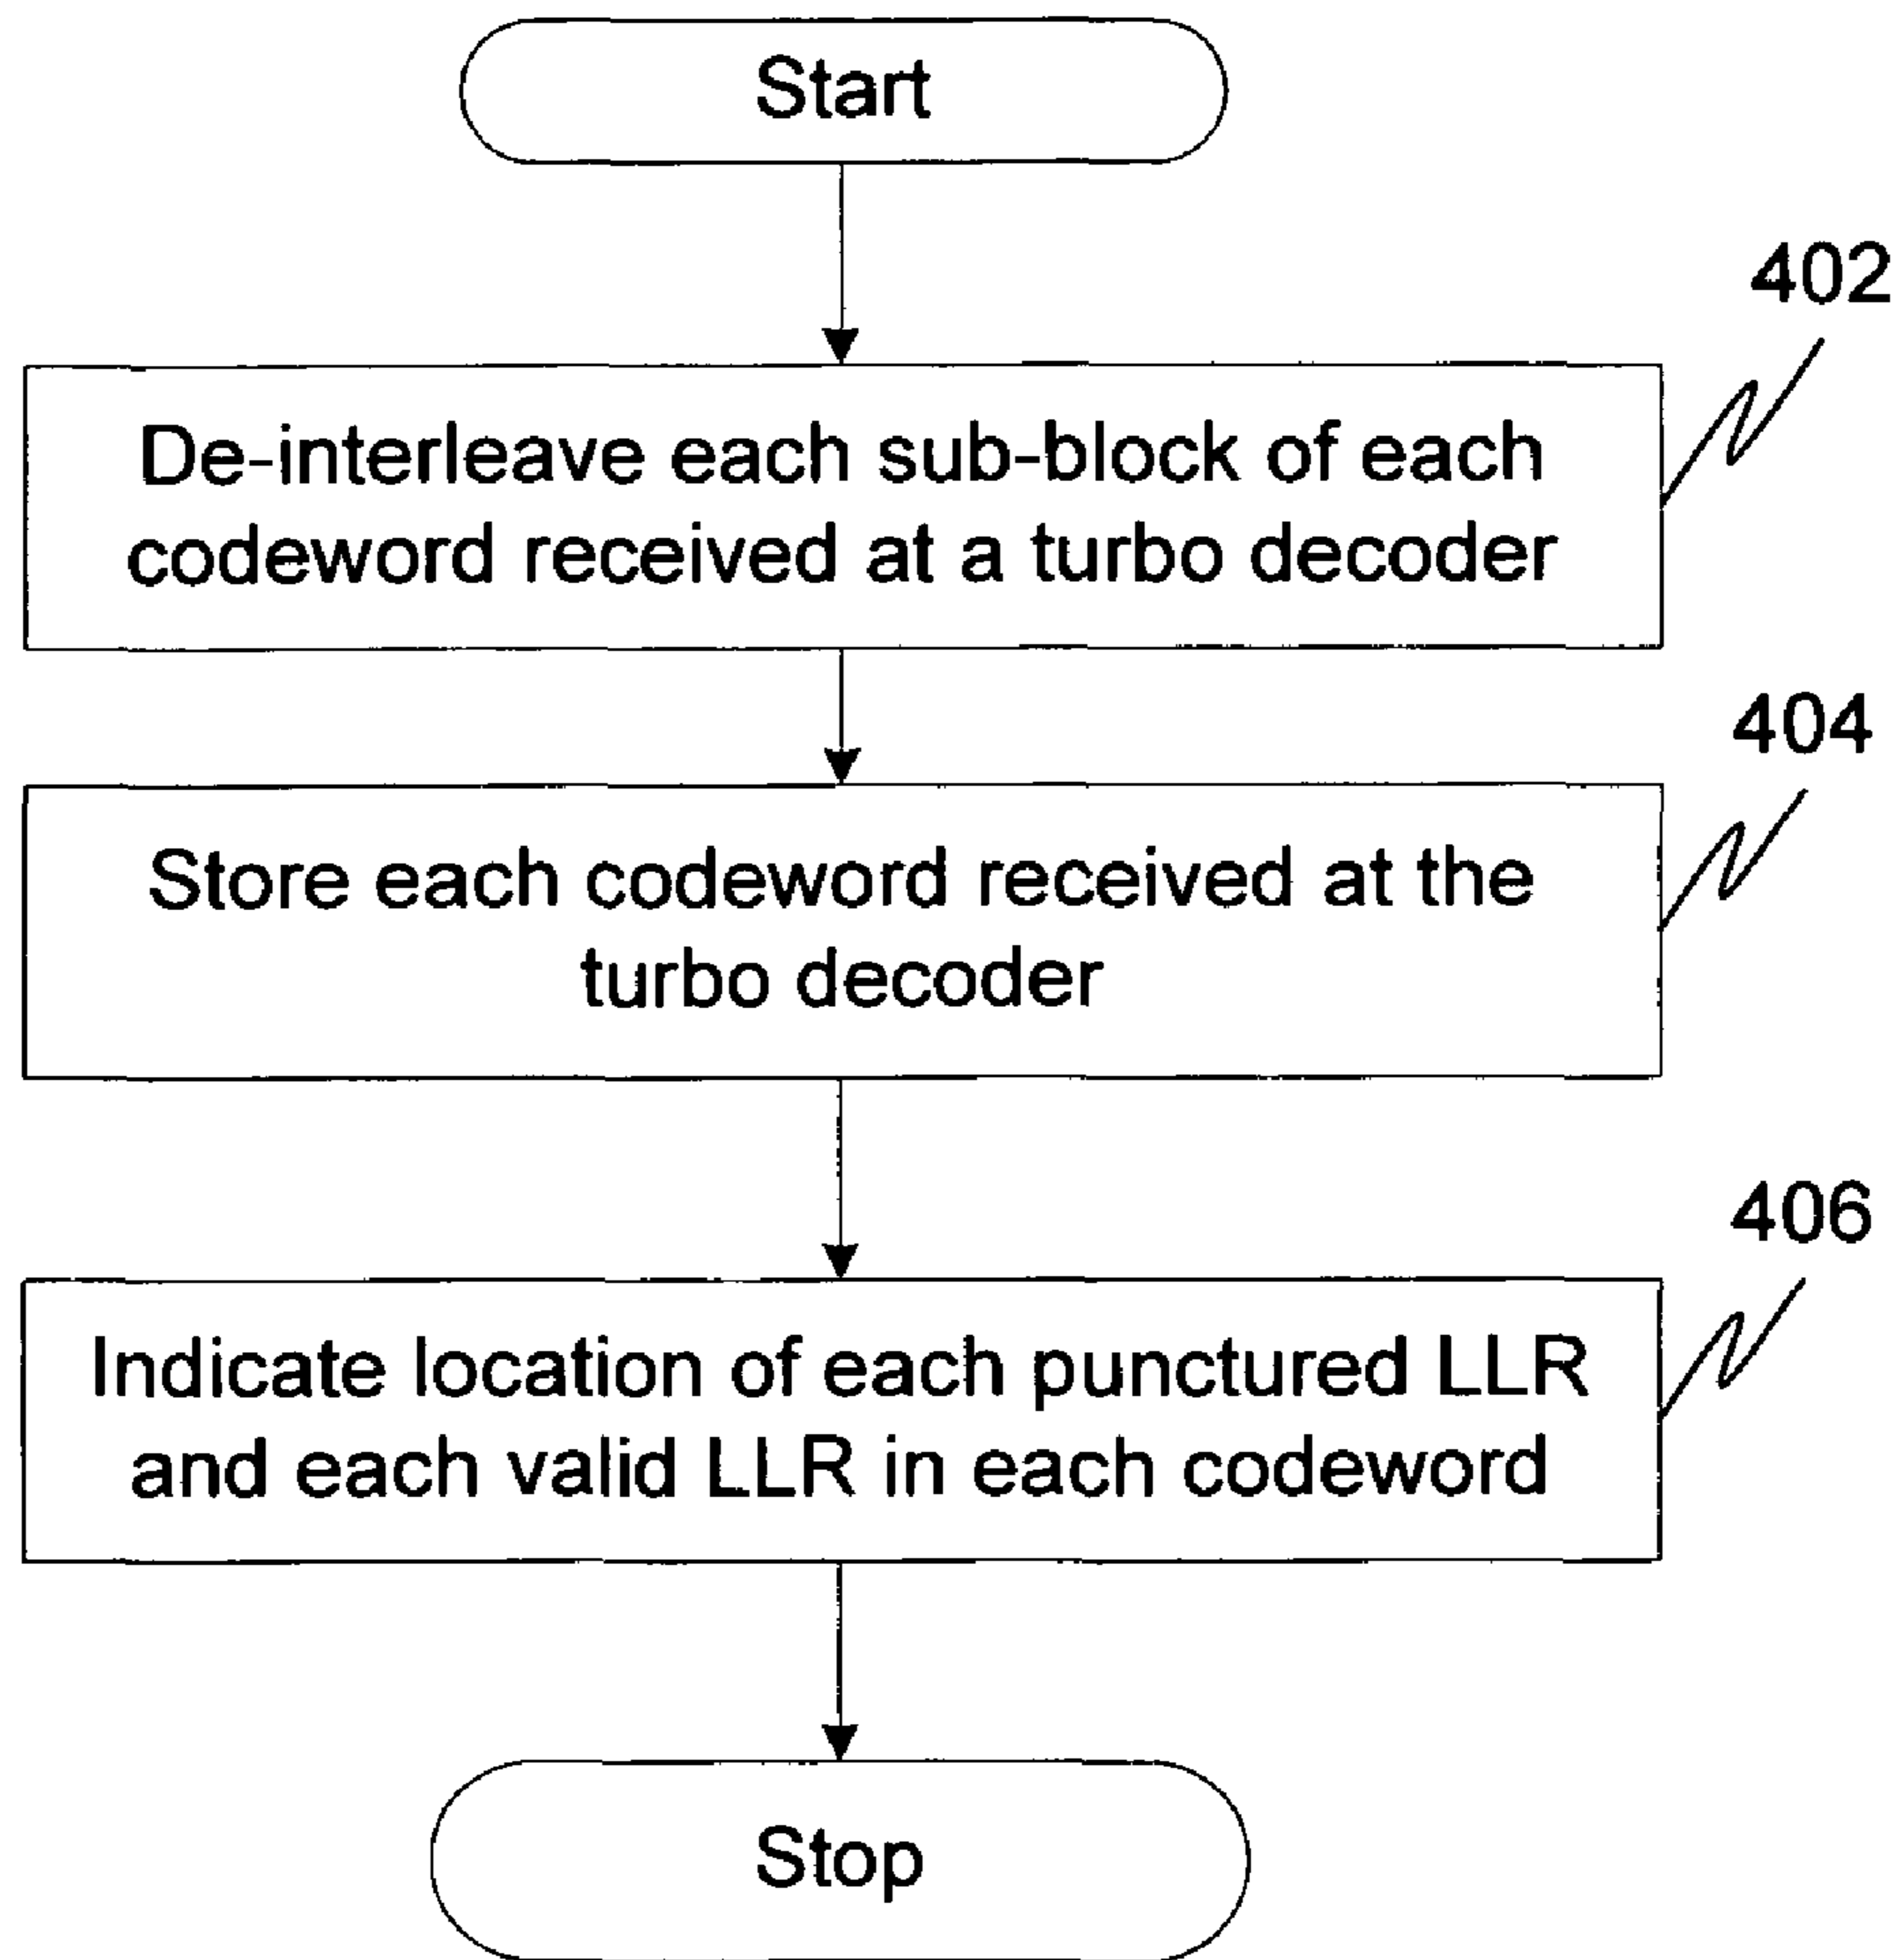 Start
402
De-interleave each sub-block of each
codeword received at a turbo decoder
404
Store each codeword received at the
turbo decoder
406
Indicate location of each punctured LLR
and each valid LLR in each codeword
Stop